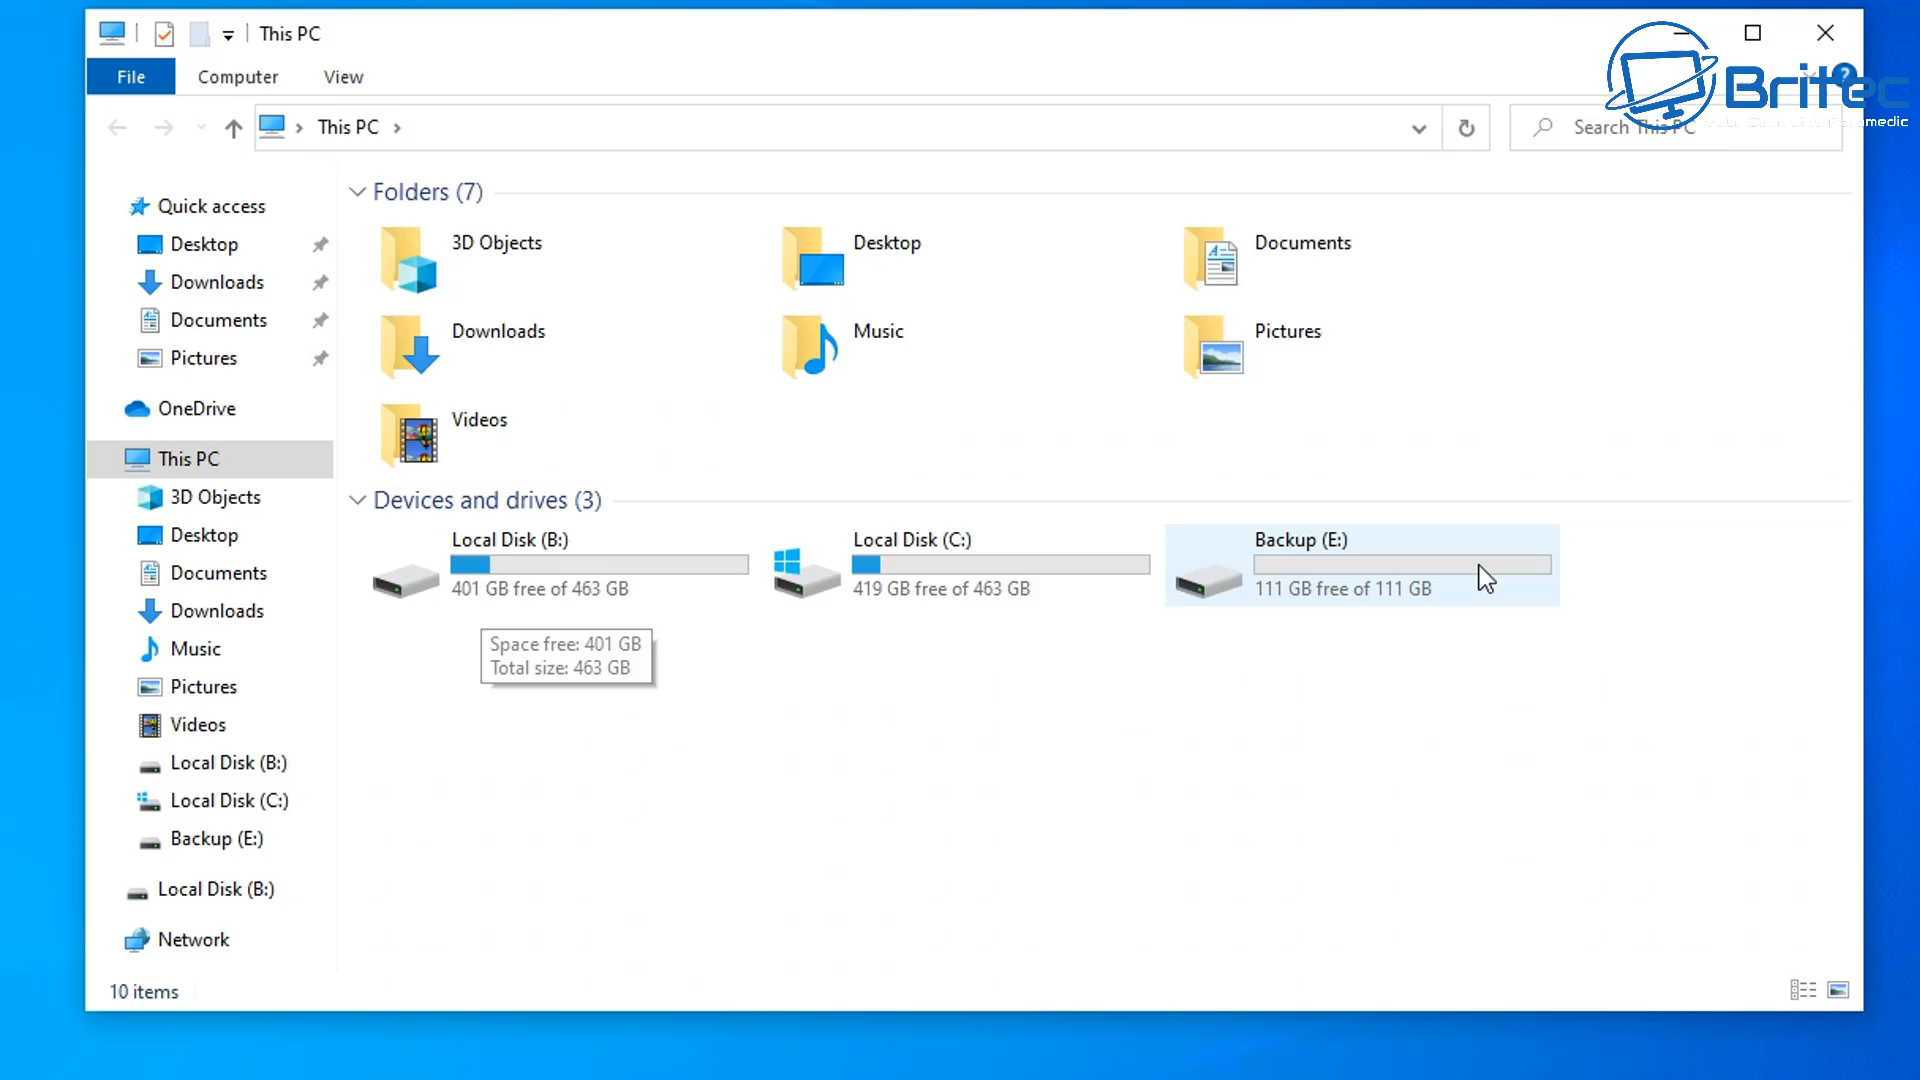 This PC
File Computer View
This PC
Search This PC
Britec
Quick access
Desktop
Downloads
Documents
Pictures
OneDrive
This PC
3D Objects
Desktop
Documents
Downloads
Music
Pictures
Videos
Local Disk (B:)
Local Disk (C:)
Backup (E:)
Local Disk (B:)
Network
Folders (7)
3D Objects
Desktop
Documents
Downloads
Music
Pictures
Videos
Devices and drives (3)
Local Disk (B:)
401 GB free of 463 GB
Local Disk (C:)
419 GB free of 463 GB
Backup (E:)
111 GB free of 111 GB
Space free: 401 GB
Total size: 463 GB
10 items